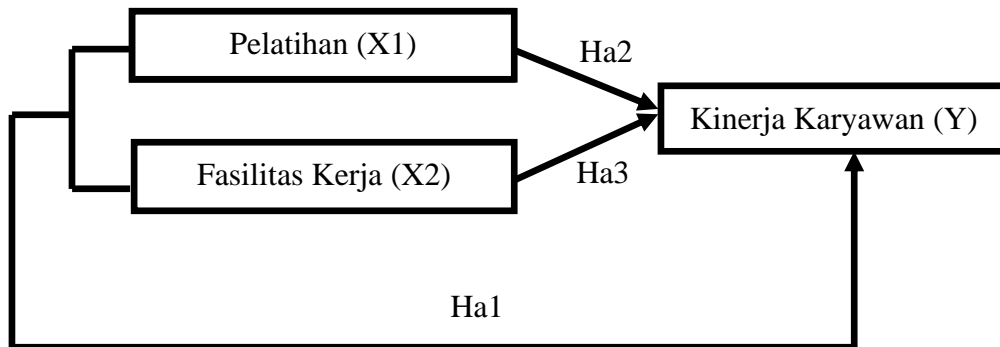 Pelatihan (X1)
Ha2
Kinerja Karyawan (Y)
Fasilitas Kerja (X2)
Ha3
Ha1